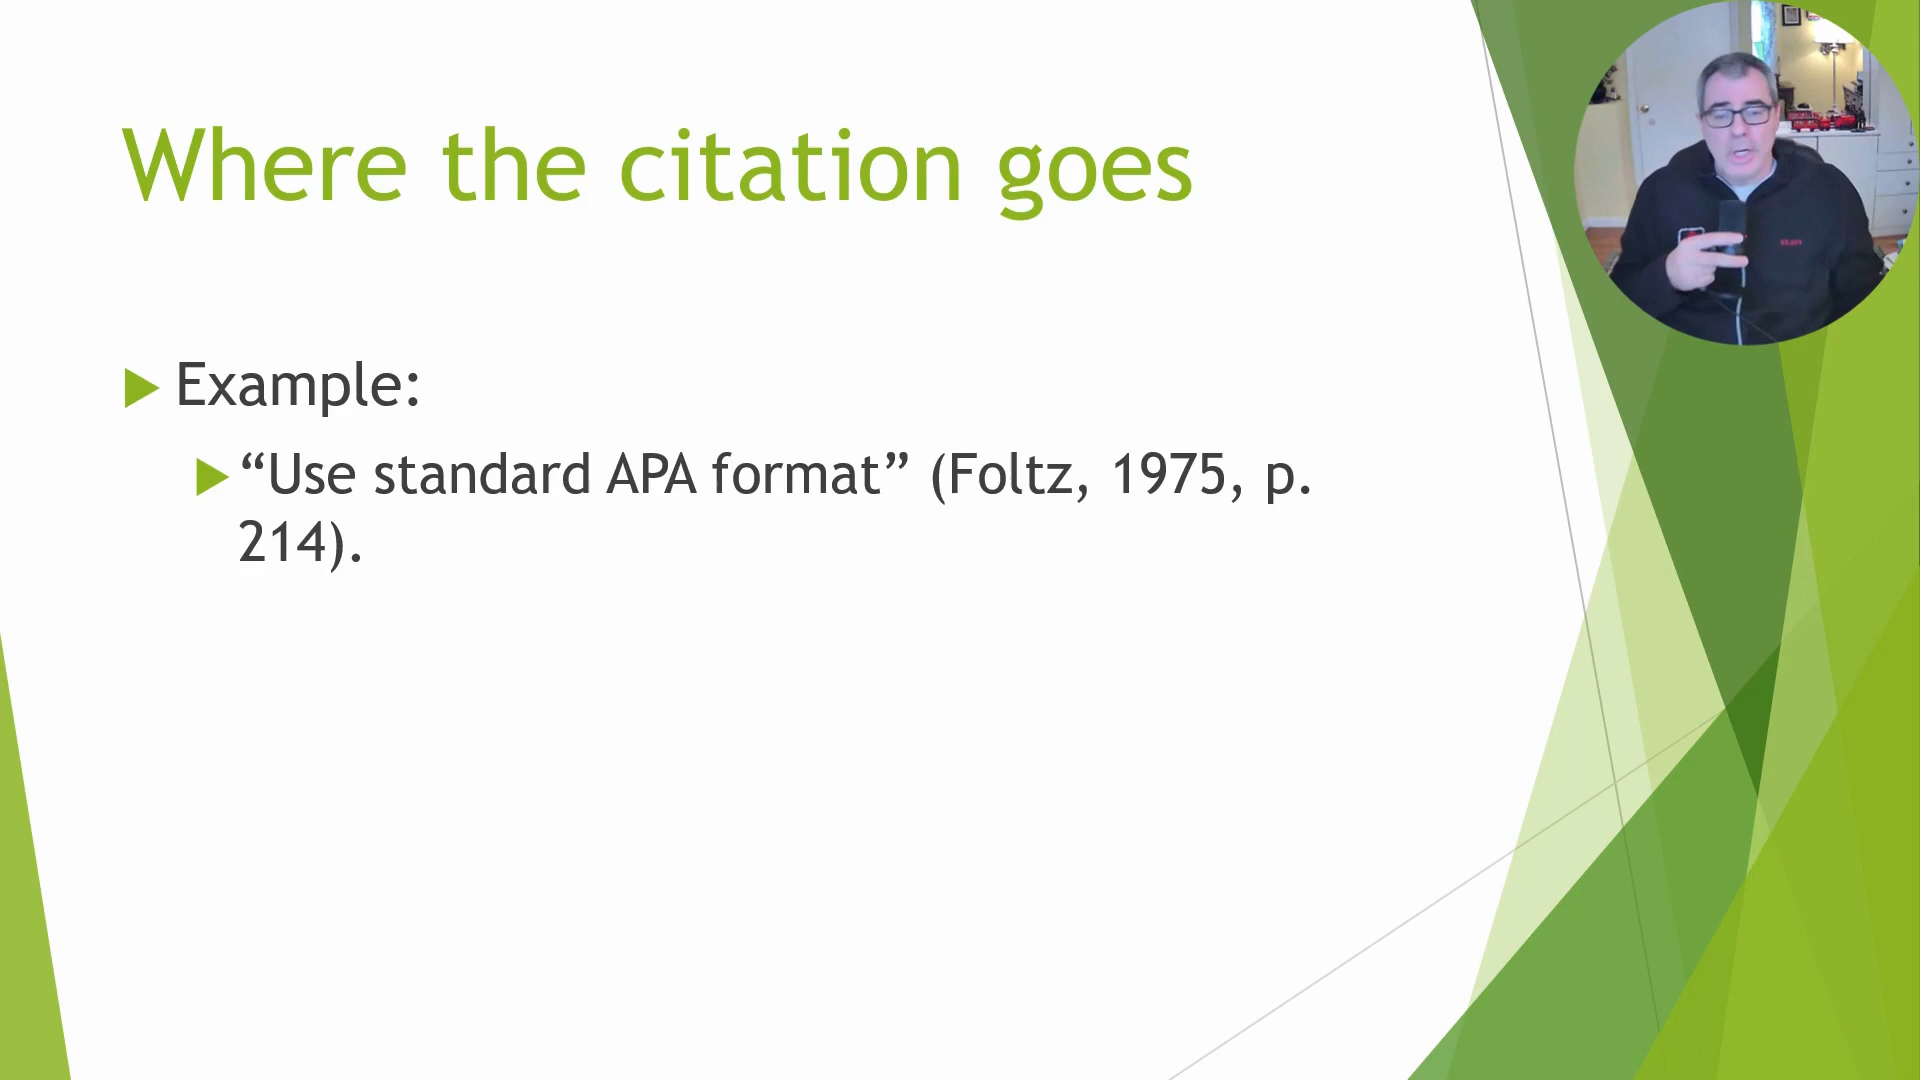 Where the citation goes
Example:
“Use standard APA format” (Foltz, 1975, p.
214).